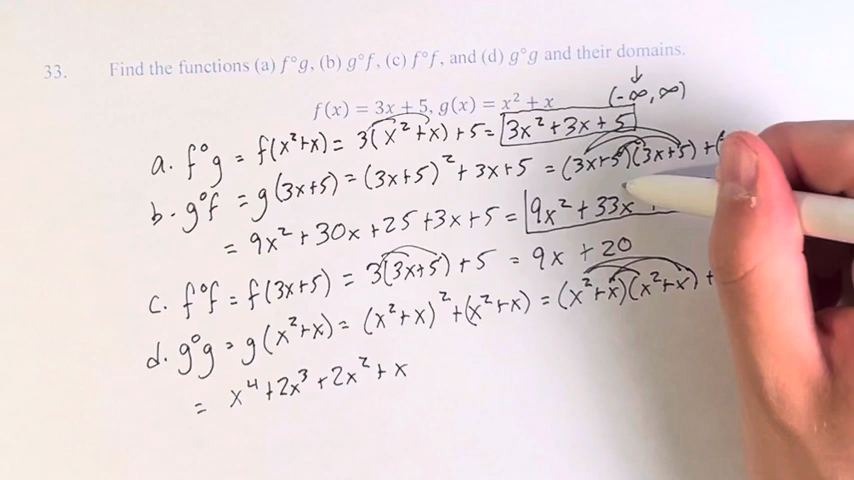 33. Find the functions (a) f°g, (b) g°f, (c) f°f, and (d) g°g and their domains.
↓
(-∞, ∞)
f(x) = 3x + 5, g(x) = x² + x
a. f°g = f(x²+x) = 3(x²+x) + 5 = 3x² + 3x + 5
b. g°f = g(3x+5) = (3x+5)² + 3x + 5 = (3x+5)(3x+5) + (
= 9x² + 30x + 25 + 3x + 5 = 9x² + 33x
c. f°f = f(3x+5) = 3(3x+5) + 5 = 9x + 20
d. g°g = g(x²+x) = (x²+x)² + (x²+x) = (x²+x)(x²+x) +
= x⁴ + 2x³ + 2x² + x